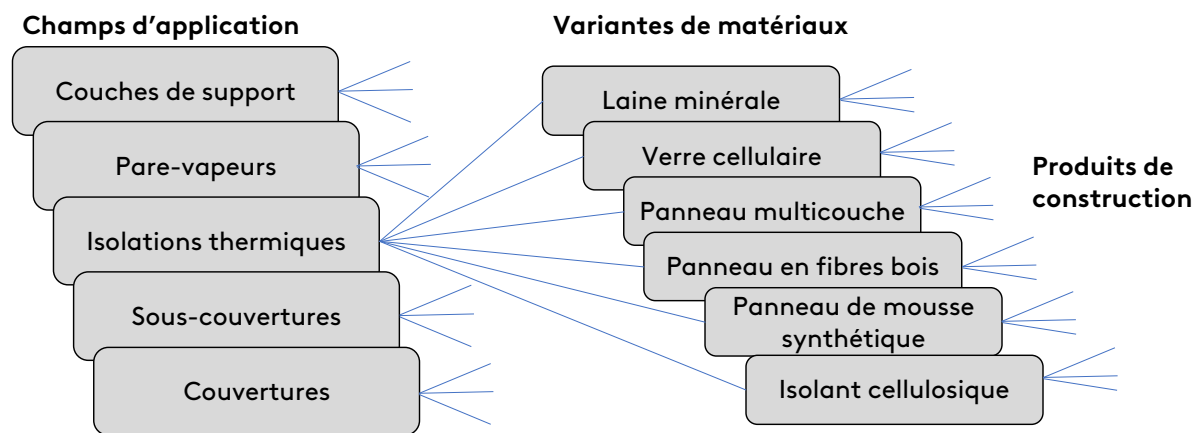 Champs d’application
Couches de support
Pare-vapeurs
Isolations thermiques
Sous-couvertures
Couvertures
Variantes de matériaux
Laine minérale
Verre cellulaire
Panneau multicouche
Panneau en fibres bois
Panneau de mousse
synthétique
Isolant cellulosique
Produits de
construction